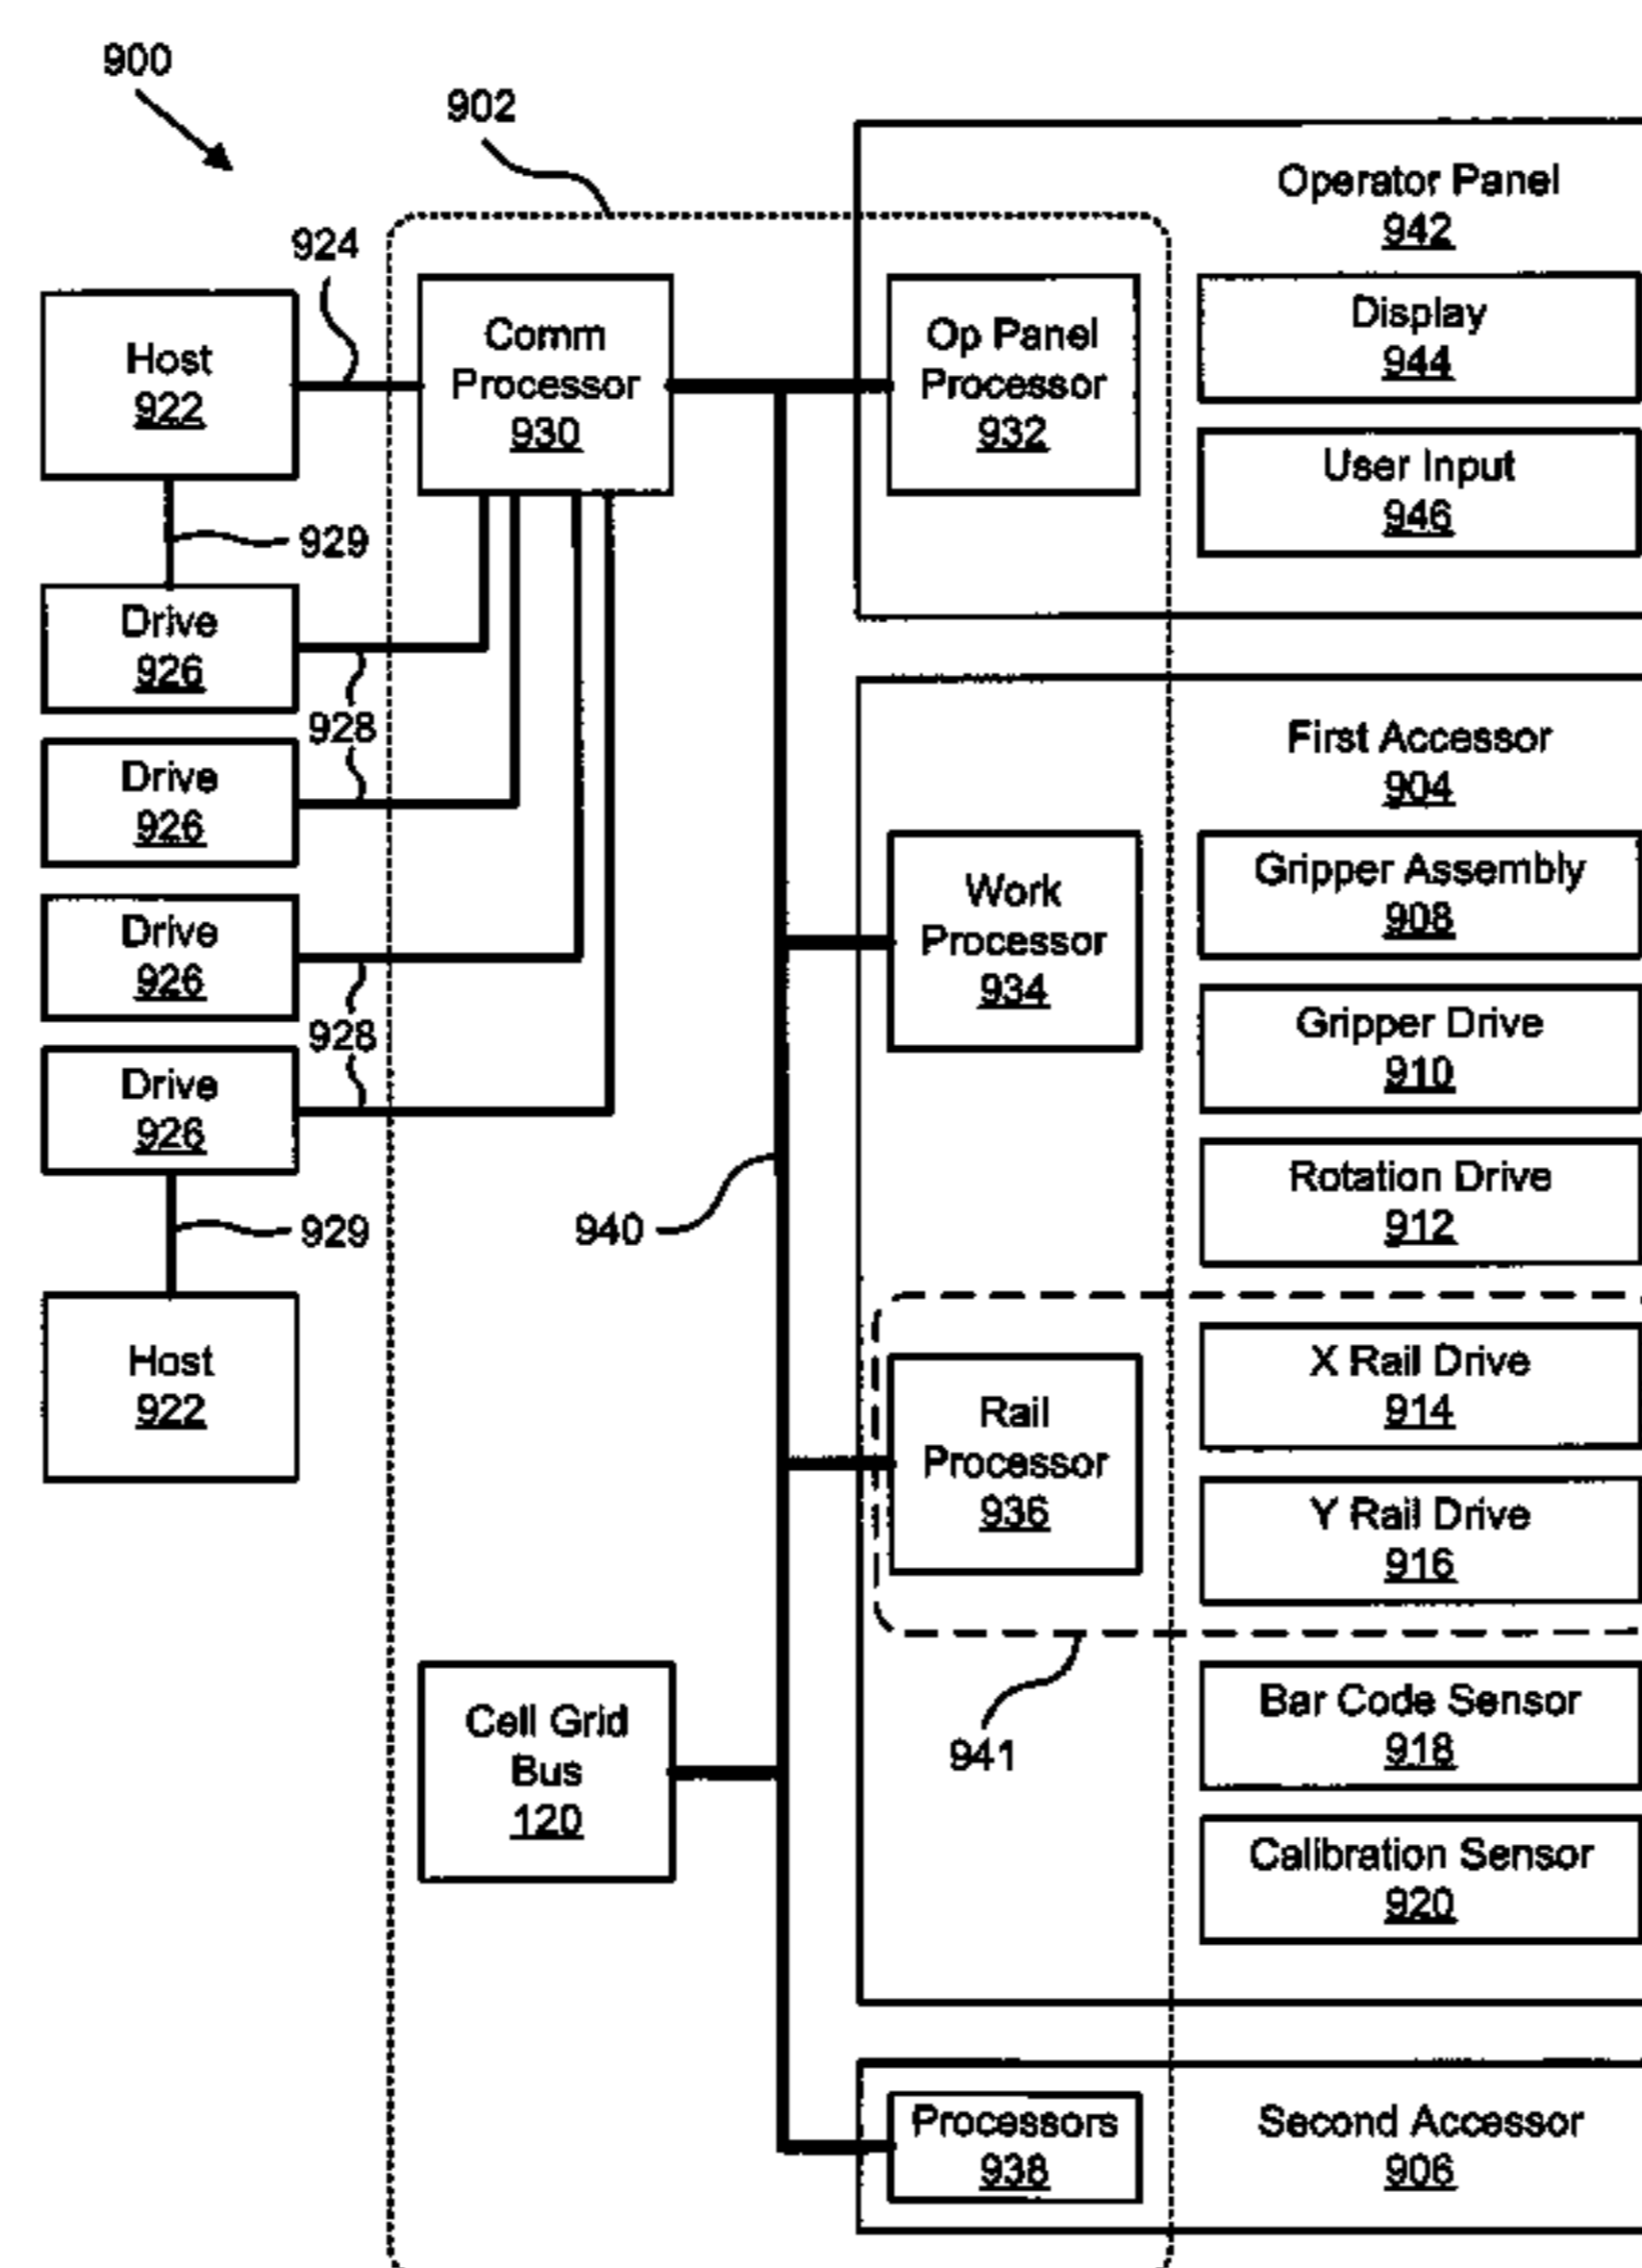 900
902
924
Host
922
Comm
Processor
930
Op Panel
Processor
932
Operator Panel
942
Display
944
User Input
946
929
Drive
926
928
Drive
926
Drive
926
928
Drive
926
929
Host
922
940
First Accessor
904
Work
Processor
934
Gripper Assembly
908
Gripper Drive
910
Rotation Drive
912
Rail
Processor
936
X Rail Drive
914
Y Rail Drive
916
941
Cell Grid
Bus
120
Bar Code Sensor
918
Calibration Sensor
920
Processors
938
Second Accessor
906